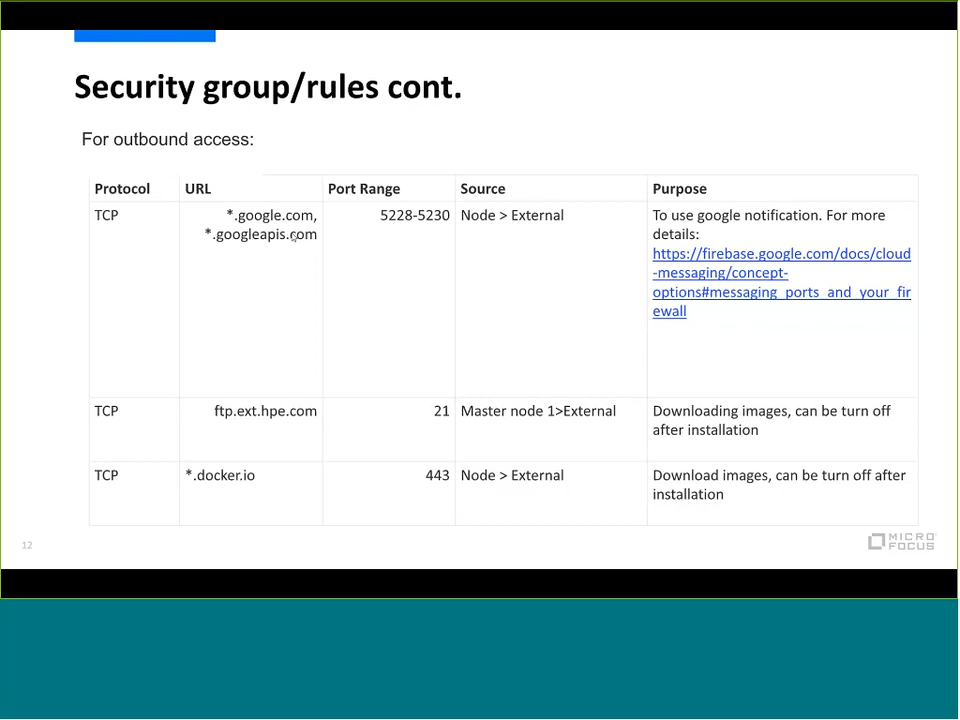 Security group/rules cont.
For outbound access:
Protocol URL Port Range Source Purpose
TCP *.google.com, 5228-5230 Node > External To use google notification. For more
*.googleapis.com details:
https://firebase.google.com/docs/cloud
-messaging/concept-
options#messaging_ports_and_your_fir
ewall
TCP ftp.ext.hpe.com 21 Master node 1>External Downloading images, can be turn off
after installation
TCP *.docker.io 443 Node > External Download images, can be turn off after
installation
12
MICRO
FOCUS